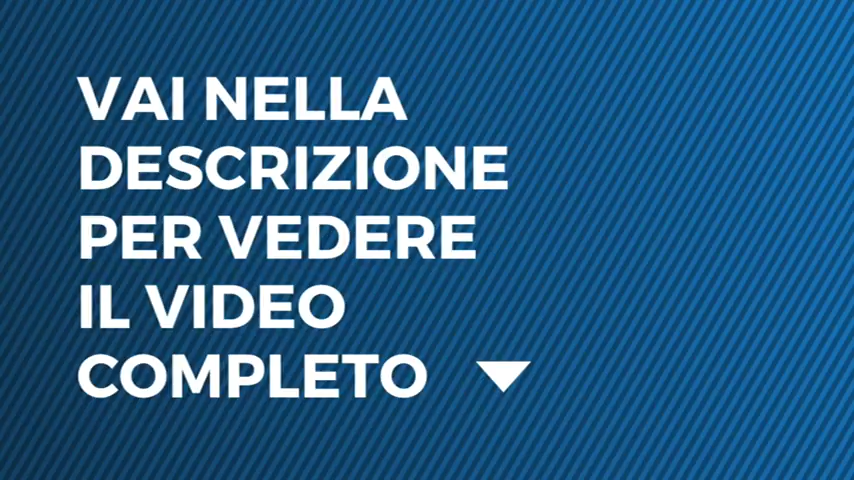 VAI NELLA
DESCRIZIONE
PER VEDERE
IL VIDEO
COMPLETO